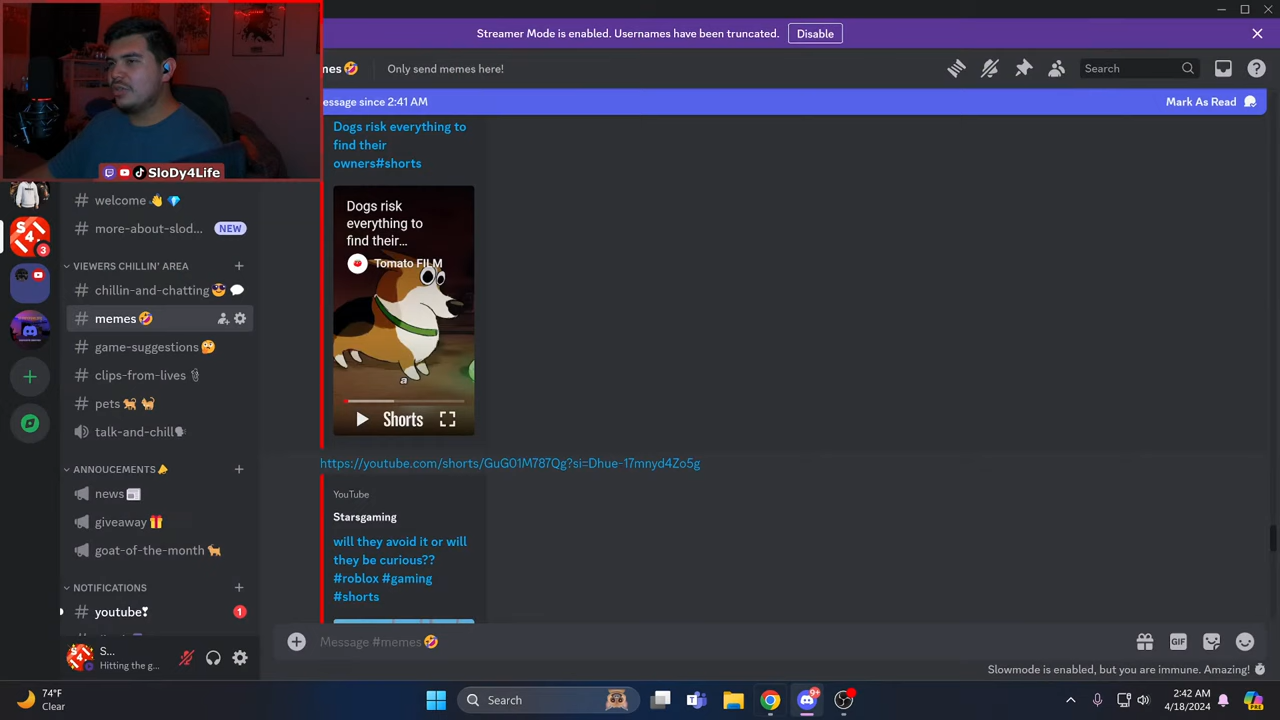 Streamer Mode is enabled. Usernames have been truncated.
Disable
mes🤣
Only send memes here!
Search
essage since 2:41 AM
Mark As Read
SloDy4Life
Dogs risk everything to
find their
owners#shorts
Dogs risk
everything to
find their...
Tomato FILM
a
Shorts
S4L
3
# welcome👋💎
# more-about-slod...
NEW
VIEWERS CHILLIN' AREA
# chillin-and-chatting😎💬
# memes🤣
# game-suggestions🤔
# clips-from-lives📎
# pets🐕🐈
talk-and-chill🗣
ANNOUCEMENTS📣
news📰
giveaway🎁
goat-of-the-month🐐
NOTIFICATIONS
# youtube❣
1
https://youtube.com/shorts/GuG01M787Qg?si=Dhue-17mnyd4Zo5g
YouTube
Starsgaming
will they avoid it or will
they be curious??
#roblox #gaming
#shorts
S...
Hitting the g...
Message #memes🤣
GIF
Slowmode is enabled, but you are immune. Amazing!
74°F
Clear
Search
2:42 AM
4/18/2024